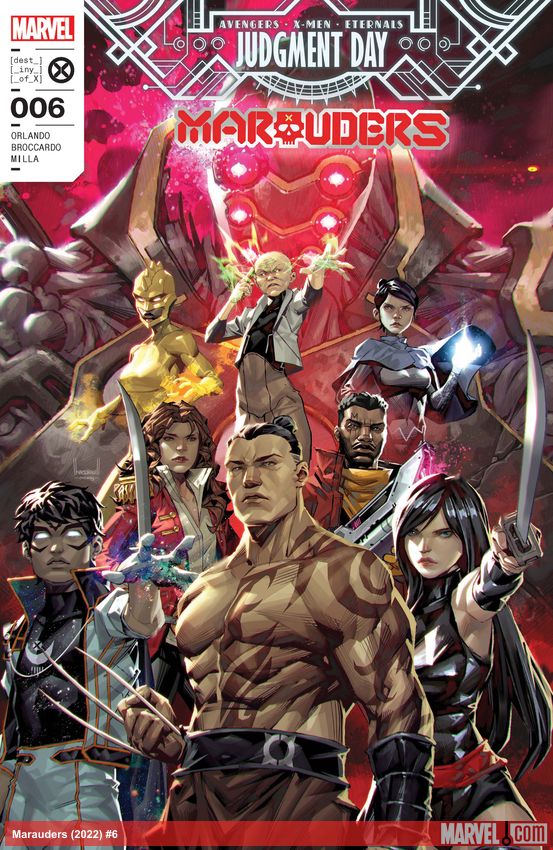 MARVEL
AVENGERS • X-MEN • ETERNALS
JUDGMENT DAY
[dest_]
[_iny_]
[_of_X]
006
MARAUDERS
ORLANDO
BROCCARDO
MILLA
Marauders (2022) #6
MARVEL.com